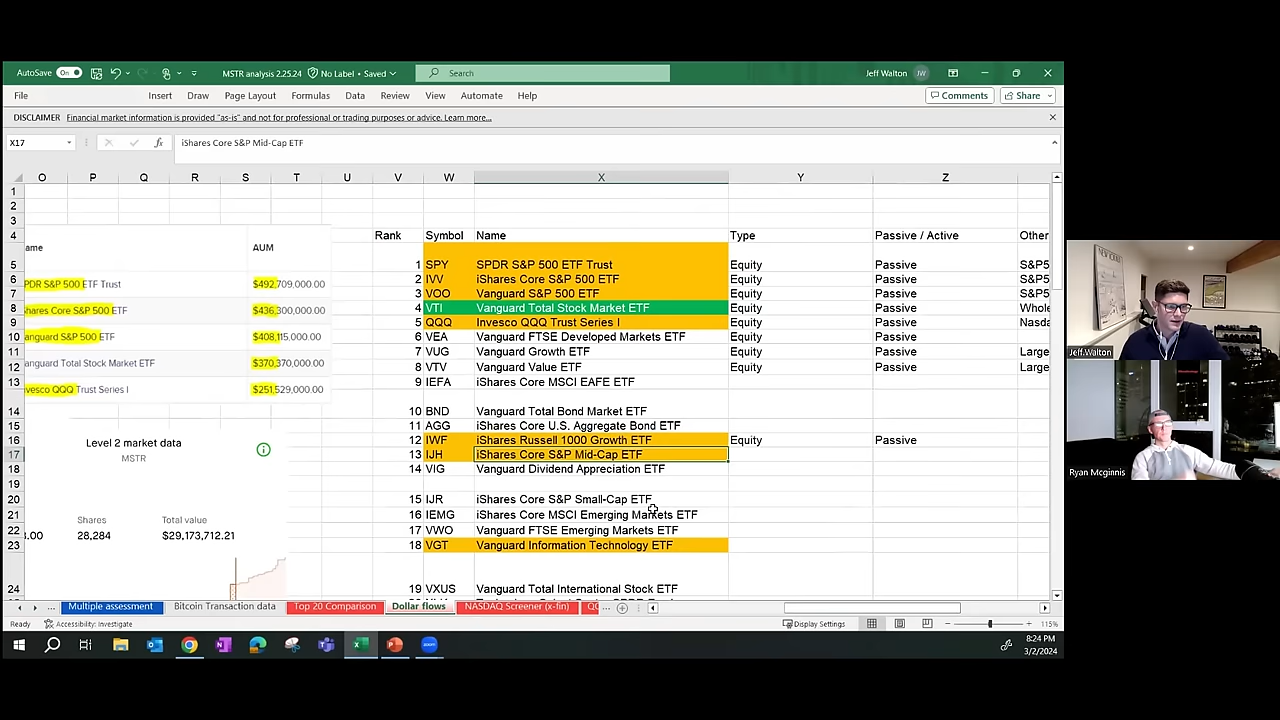 AutoSave On MSTR analysis 2.25.24 No Label • Saved Search Jeff Walton JW
File Insert Draw Page Layout Formulas Data Review View Automate Help Comments Share
DISCLAIMER Financial market information is provided "as-is" and not for professional or trading purposes or advice. Learn more...
X17 fx iShares Core S&P Mid-Cap ETF
O P Q R S T U V W X Y Z
1
2
3
4 ame AUM Rank Symbol Name Type Passive / Active Other
5 1 SPY SPDR S&P 500 ETF Trust Equity Passive S&P5
PDR S&P 500 ETF Trust $492,709,000.00
6 2 IVV iShares Core S&P 500 ETF Equity Passive S&P5
7 3 VOO Vanguard S&P 500 ETF Equity Passive S&P5
8 hares Core S&P 500 ETF $436,300,000.00 4 VTI Vanguard Total Stock Market ETF Equity Passive Whole
9 5 QQQ Invesco QQQ Trust Series I Equity Passive Nasda
10 anguard S&P 500 ETF $408,115,000.00 6 VEA Vanguard FTSE Developed Markets ETF Equity Passive
11 7 VUG Vanguard Growth ETF Equity Passive Large
12 anguard Total Stock Market ETF $370,370,000.00 8 VTV Vanguard Value ETF Equity Passive Large
13 vesco QQQ Trust Series I $251,529,000.00 9 IEFA iShares Core MSCI EAFE ETF
14 10 BND Vanguard Total Bond Market ETF
15 11 AGG iShares Core U.S. Aggregate Bond ETF
16 Level 2 market data 12 IWF iShares Russell 1000 Growth ETF Equity Passive
17 MSTR 13 IJH iShares Core S&P Mid-Cap ETF
18 14 VIG Vanguard Dividend Appreciation ETF
19
20 15 IJR iShares Core S&P Small-Cap ETF
21 Shares Total value 16 IEMG iShares Core MSCI Emerging Markets ETF
22 3.00 28,284 $29,173,712.21 17 VWO Vanguard FTSE Emerging Markets ETF
23 18 VGT Vanguard Information Technology ETF
24 19 VXUS Vanguard Total International Stock ETF
... Multiple assessment Bitcoin Transaction data Top 20 Comparison Dollar flows NASDAQ Screener (x-fin) QQ ...
Ready Accessibility: Investigate Display Settings 115%
8:24 PM
3/2/2024
Jeff.Walton
Ryan Mcginnis